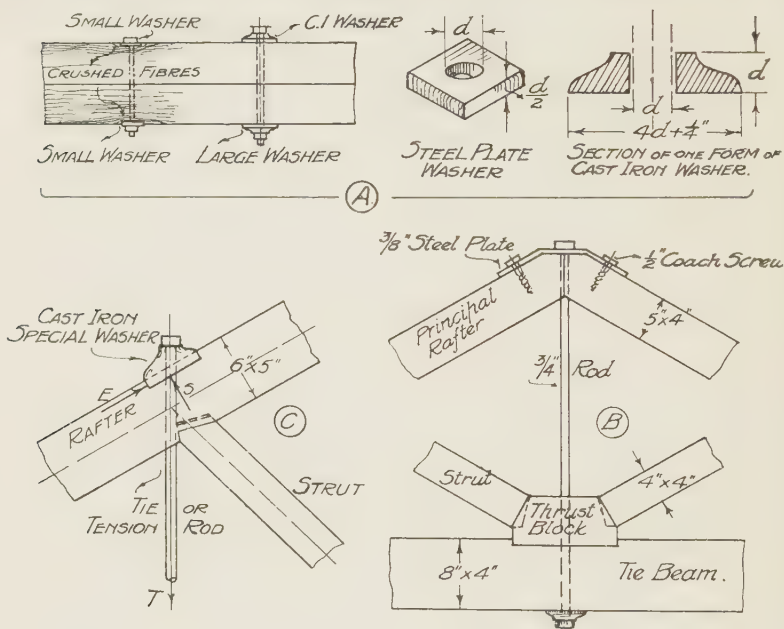 SMALL WASHER
C.I WASHER
CRUSHED FIBRES
SMALL WASHER
LARGE WASHER
d
d/2
STEEL PLATE
WASHER
d
d
4d+¼"
SECTION OF ONE FORM OF
CAST IRON WASHER.
A
CAST IRON
SPECIAL WASHER
6"x5"
E
S
RAFTER
C
STRUT
TIE OR
TENSION ROD
T
3/8" Steel Plate
½" Coach Screw
Principal
Rafter
5"x4"
3/4" Rod
B
Strut
4"x4"
Thrust
Block
8"x4"
Tie Beam.